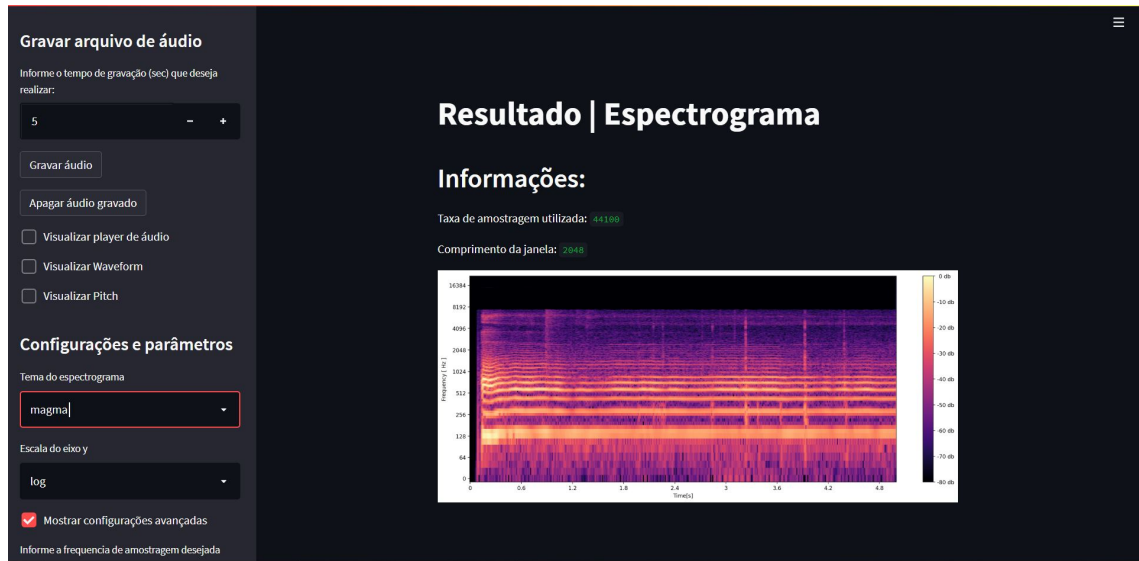 Gravar arquivo de áudio
Informe o tempo de gravação (sec) que deseja
realizar:
5 − +
Gravar áudio
Apagar áudio gravado
Visualizar player de áudio
Visualizar Waveform
Visualizar Pitch
Configurações e parâmetros
Tema do espectrograma
magma
Escala do eixo y
log
Mostrar configurações avançadas
Informe a frequencia de amostragem desejada
Resultado | Espectrograma
Informações:
Taxa de amostragem utilizada: 44100
Comprimento da janela: 2048
Frequency [ Hz ]
16384
8192
4096
2048
1024
512
256
128
64
0
0 0.6 1.2 1.8 2.4 3 3.6 4.2 4.8
Time[s]
0 db
-10 db
-20 db
-30 db
-40 db
-50 db
-60 db
-70 db
-80 db